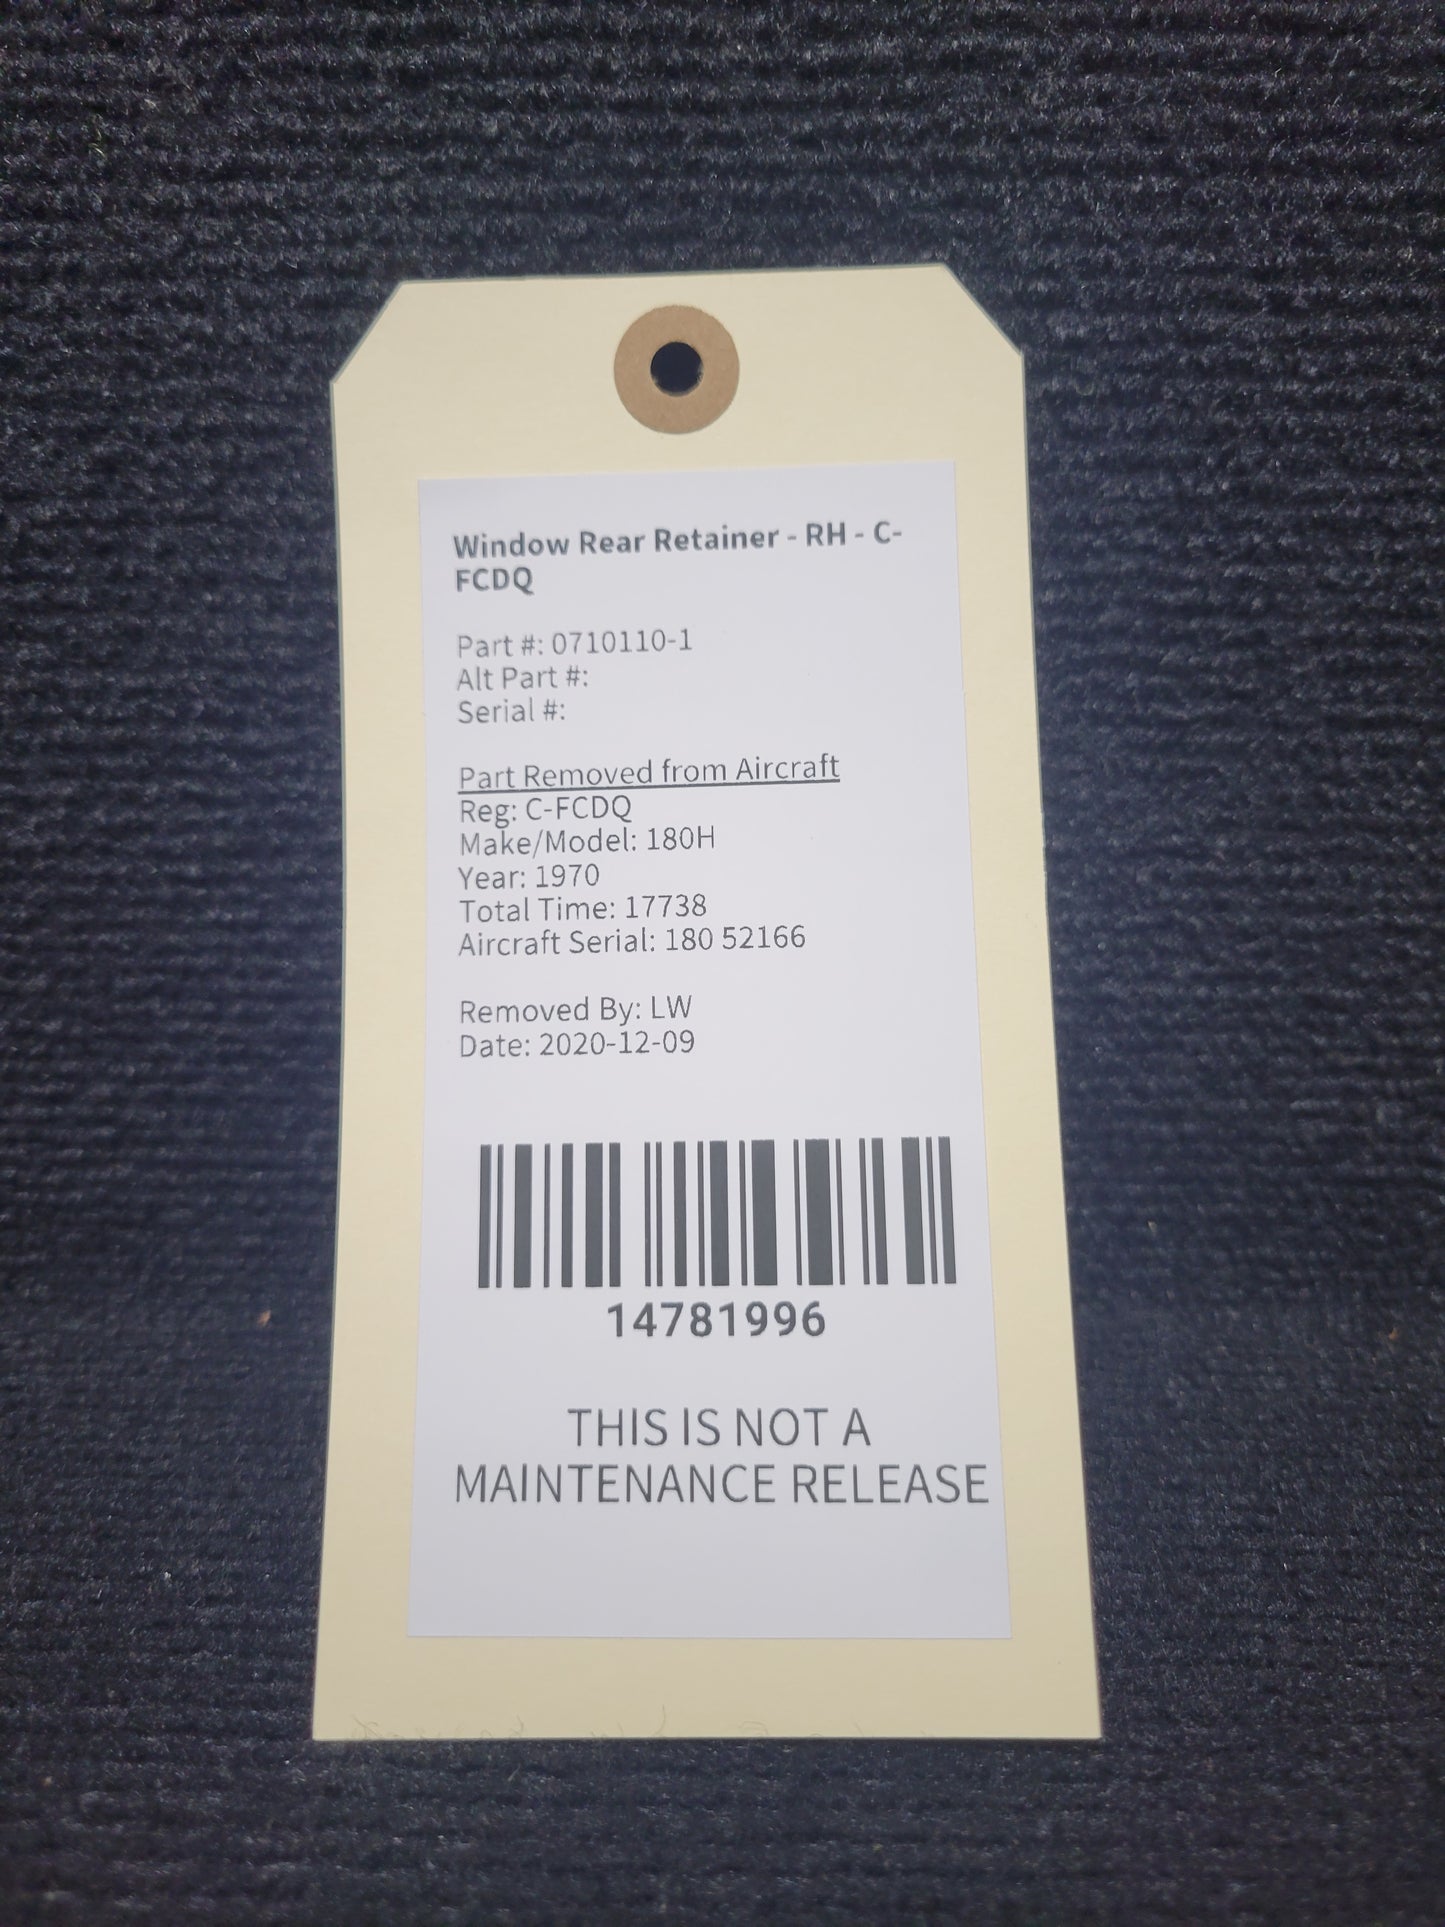 Window Rear Retainer - RH - C-
FCDQ
Part #: 0710110-1
Alt Part #:
Serial #:
Part Removed from Aircraft
Reg: C-FCDQ
Make/Model: 180H
Year: 1970
Total Time: 17738
Aircraft Serial: 180 52166
Removed By: LW
Date: 2020-12-09
14781996
THIS IS NOT A
MAINTENANCE RELEASE